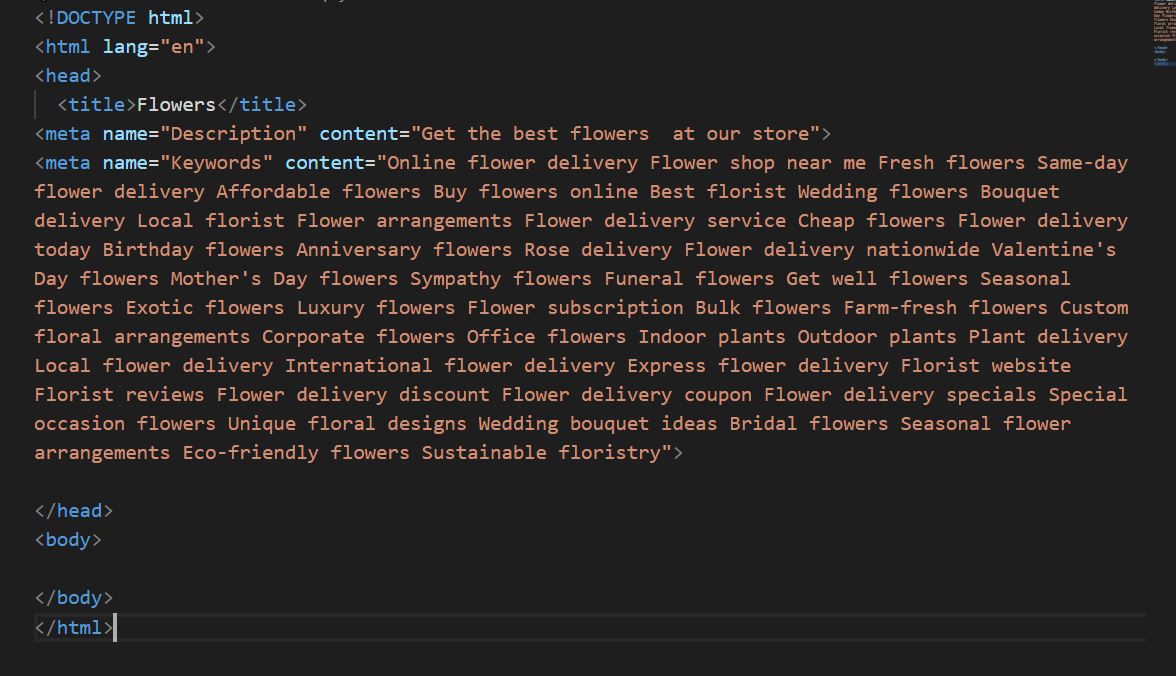 <!DOCTYPE html>
<html lang="en">
<head>
  <title>Flowers</title>
<meta name="Description" content="Get the best flowers  at our store">
<meta name="Keywords" content="Online flower delivery Flower shop near me Fresh flowers Same-day
flower delivery Affordable flowers Buy flowers online Best florist Wedding flowers Bouquet
delivery Local florist Flower arrangements Flower delivery service Cheap flowers Flower delivery
today Birthday flowers Anniversary flowers Rose delivery Flower delivery nationwide Valentine's
Day flowers Mother's Day flowers Sympathy flowers Funeral flowers Get well flowers Seasonal
flowers Exotic flowers Luxury flowers Flower subscription Bulk flowers Farm-fresh flowers Custom
floral arrangements Corporate flowers Office flowers Indoor plants Outdoor plants Plant delivery
Local flower delivery International flower delivery Express flower delivery Florist website
Florist reviews Flower delivery discount Flower delivery coupon Flower delivery specials Special
occasion flowers Unique floral designs Wedding bouquet ideas Bridal flowers Seasonal flower
arrangements Eco-friendly flowers Sustainable floristry">
</head>
<body>
</body>
</html>